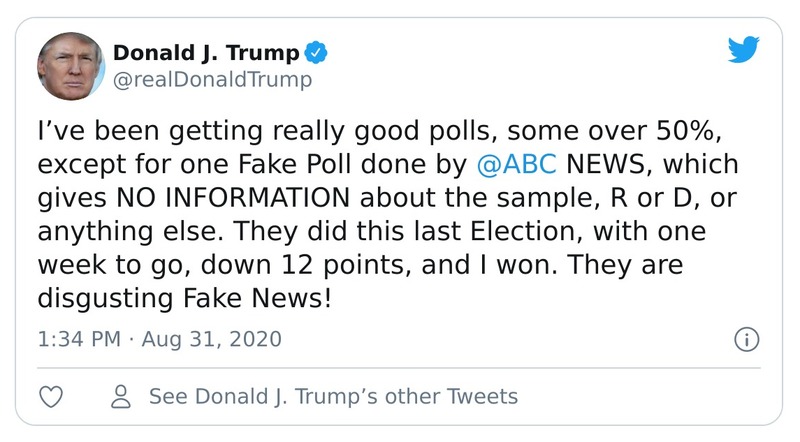 Donald J. Trump
@realDonaldTrump
I’ve been getting really good polls, some over 50%,
except for one Fake Poll done by @ABC NEWS, which
gives NO INFORMATION about the sample, R or D, or
anything else. They did this last Election, with one
week to go, down 12 points, and I won. They are
disgusting Fake News!
1:34 PM · Aug 31, 2020
See Donald J. Trump’s other Tweets